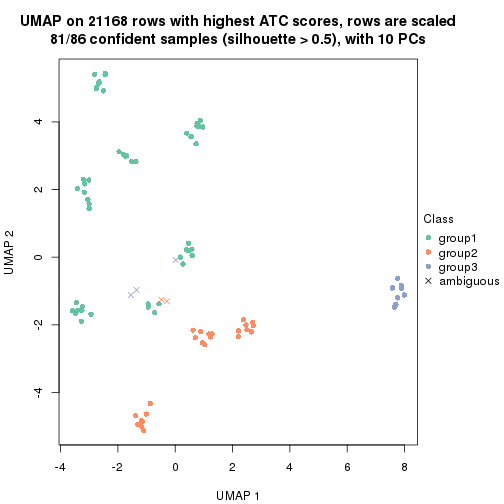 UMAP on 21168 rows with highest ATC scores, rows are scaled
81/86 confident samples (silhouette > 0.5), with 10 PCs
4
2
0
-2
-4
UMAP 2
-4
-2
0
2
4
6
8
UMAP 1
Class
group1
group2
group3
ambiguous